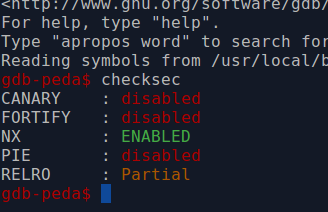 <http://www.gnu.org/software/gdb/
For help, type "help".
Type "apropos word" to search for
Reading symbols from /usr/local/b
gdb-peda$ checksec
CANARY    : disabled
FORTIFY   : disabled
NX        : ENABLED
PIE       : disabled
RELRO     : Partial
gdb-peda$